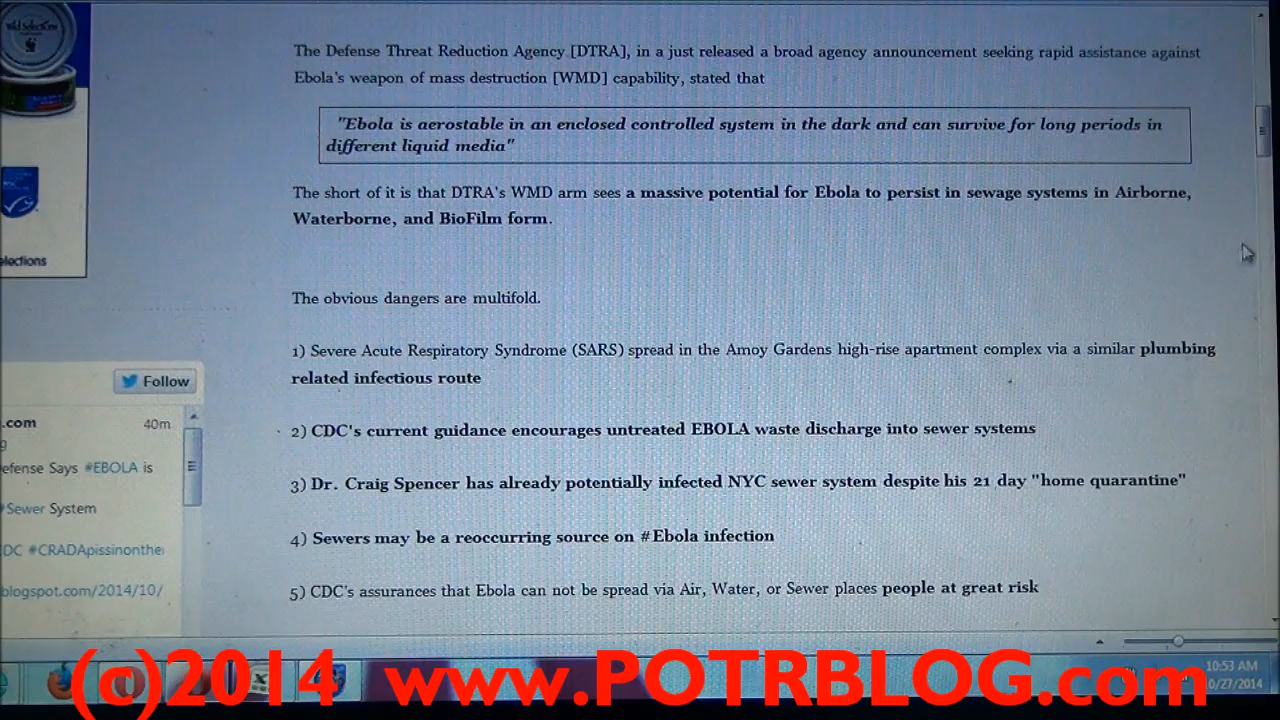 The Defense Threat Reduction Agency [DTRA], in a just released a broad agency announcement seeking rapid assistance against
Ebola's weapon of mass destruction [WMD] capability, stated that
"Ebola is aerostable in an enclosed controlled system in the dark and can survive for long periods in
different liquid media"
The short of it is that DTRA's WMD arm sees a massive potential for Ebola to persist in sewage systems in Airborne,
Waterborne, and BioFilm form.
elections
The obvious dangers are multifold.
1) Severe Acute Respiratory Syndrome (SARS) spread in the Amoy Gardens high-rise apartment complex via a similar plumbing
related infectious route
Follow
.com 40m
g
efense Says #EBOLA is
#Sewer System
DC #CRADApissinonthe
blogspot.com/2014/10/
2) CDC's current guidance encourages untreated EBOLA waste discharge into sewer systems
3) Dr. Craig Spencer has already potentially infected NYC sewer system despite his 21 day "home quarantine"
4) Sewers may be a reoccurring source on #Ebola infection
5) CDC's assurances that Ebola can not be spread via Air, Water, or Sewer places people at great risk
10:53 AM
10/27/2014
(c)2014 www.POTRBLOG.com